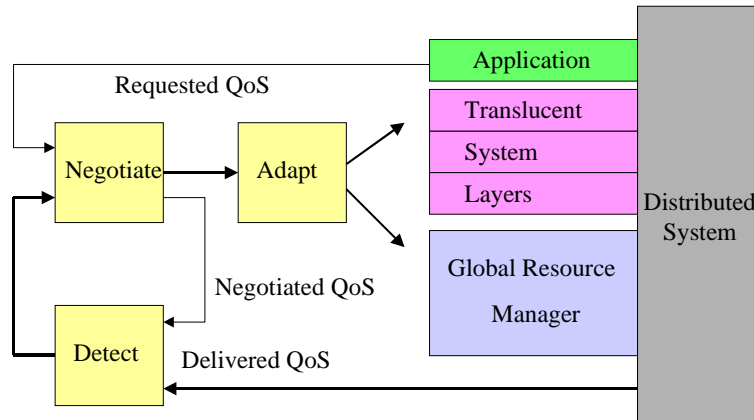 Application
Requested QoS
Translucent
System
Layers
Negotiate
Adapt
Distributed
System
Global Resource
Manager
Negotiated QoS
Detect
Delivered QoS